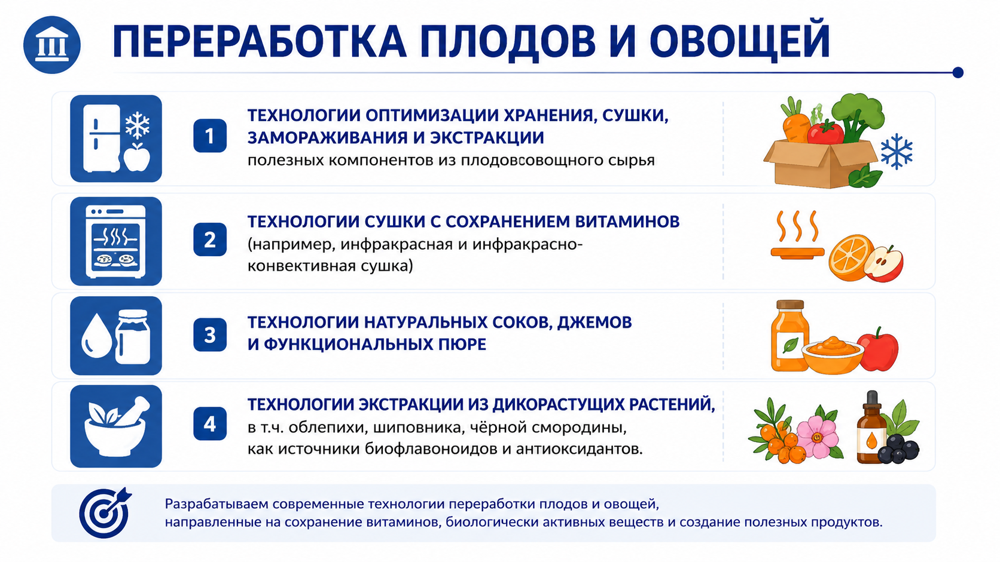 ПЕРЕРАБОТКА ПЛОДОВ И ОВОЩЕЙ
1
ТЕХНОЛОГИИ ОПТИМИЗАЦИИ ХРАНЕНИЯ, СУШКИ,
ЗАМОРАЖИВАНИЯ И ЭКСТРАКЦИИ
полезных компонентов из плодовсовощного сырья
2
ТЕХНОЛОГИИ СУШКИ С СОХРАНЕНИЕМ ВИТАМИНОВ
(например, инфракрасная и инфракрасно-
конвективная сушка)
3
ТЕХНОЛОГИИ НАТУРАЛЬНЫХ СОКОВ, ДЖЕМОВ
И ФУНКЦИОНАЛЬНЫХ ПЮРЕ
4
ТЕХНОЛОГИИ ЭКСТРАКЦИИ ИЗ ДИКОРАСТУЩИХ РАСТЕНИЙ,
в т.ч. облепихи, шиповника, чёрной смородины,
как источники биофлавоноидов и антиоксидантов.
Разрабатываем современные технологии переработки плодов и овощей,
направленные на сохранение витаминов, биологически активных веществ и создание полезных продуктов.